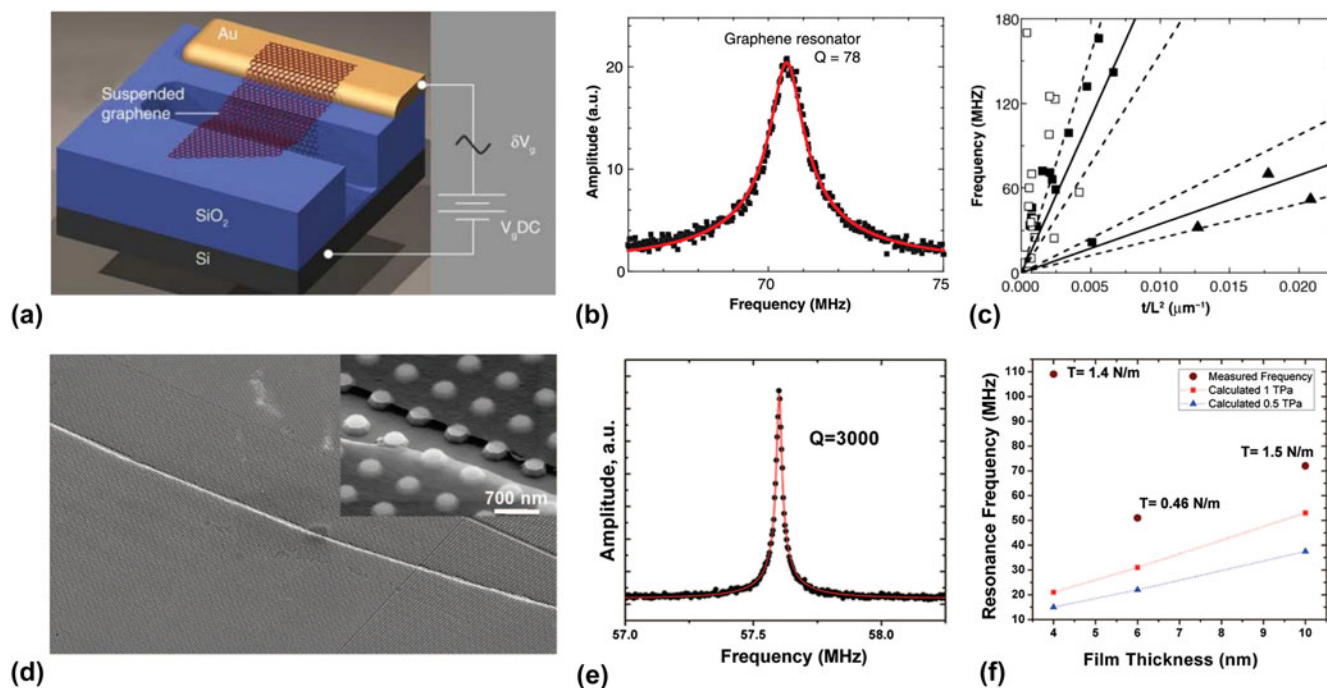 Au
Suspended
graphene
SiO₂
Si
δVg
VgDC
(a)
Graphene resonator
Q = 78
Amplitude (a.u.)
20
10
0
70
75
Frequency (MHz)
(b)
Frequency (MHZ)
180
120
60
0
0.000
0.005
0.010
0.015
0.020
t/L² (μm⁻¹)
(c)
700 nm
(d)
Q=3000
Amplitude, a.u.
57.0
57.5
58.0
Frequency (MHz)
(e)
T= 1.4 N/m
Measured Frequency
Calculated 1 TPa
Calculated 0.5 TPa
T= 1.5 N/m
T= 0.46 N/m
Resonance Frequency (MHz)
110
100
90
80
70
60
50
40
30
20
10
4
5
6
7
8
9
10
Film Thickness (nm)
(f)